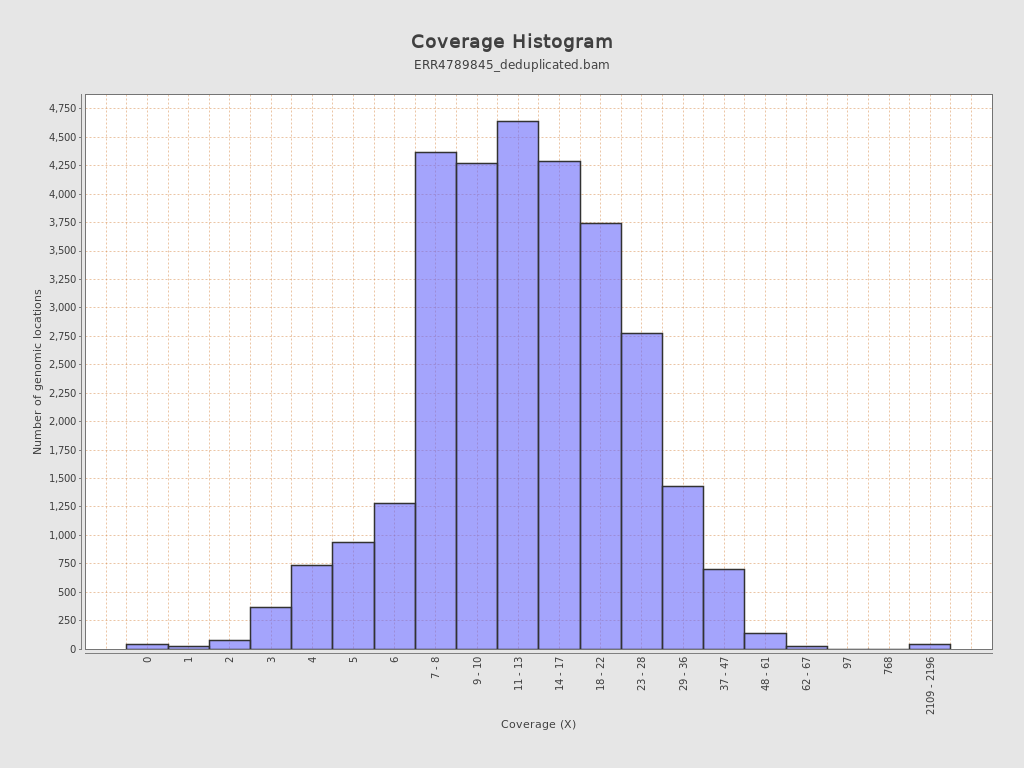 Coverage Histogram
ERR4789845_deduplicated.bam
Number of genomic locations
4,750
4,500
4,250
4,000
3,750
3,500
3,250
3,000
2,750
2,500
2,250
2,000
1,750
1,500
1,250
1,000
750
500
250
0
0
1
2
3
4
5
6
7 - 8
9 - 10
11 - 13
14 - 17
18 - 22
23 - 28
29 - 36
37 - 47
48 - 61
62 - 67
97
768
2109 - 2196
Coverage (X)